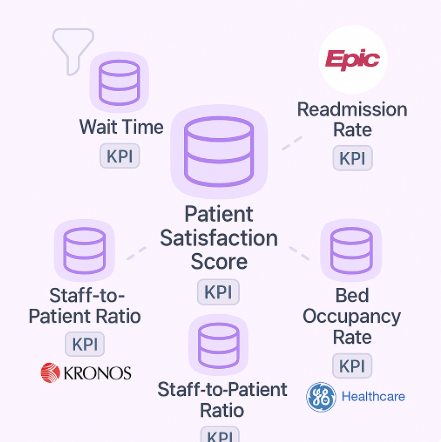 Epic
Wait Time
KPI
Readmission
Rate
KPI
Patient
Satisfaction
Score
KPI
Staff-to-
Patient Ratio
KPI
KRONOS
Bed
Occupancy
Rate
KPI
GE Healthcare
Staff-to-Patient
Ratio
KPI